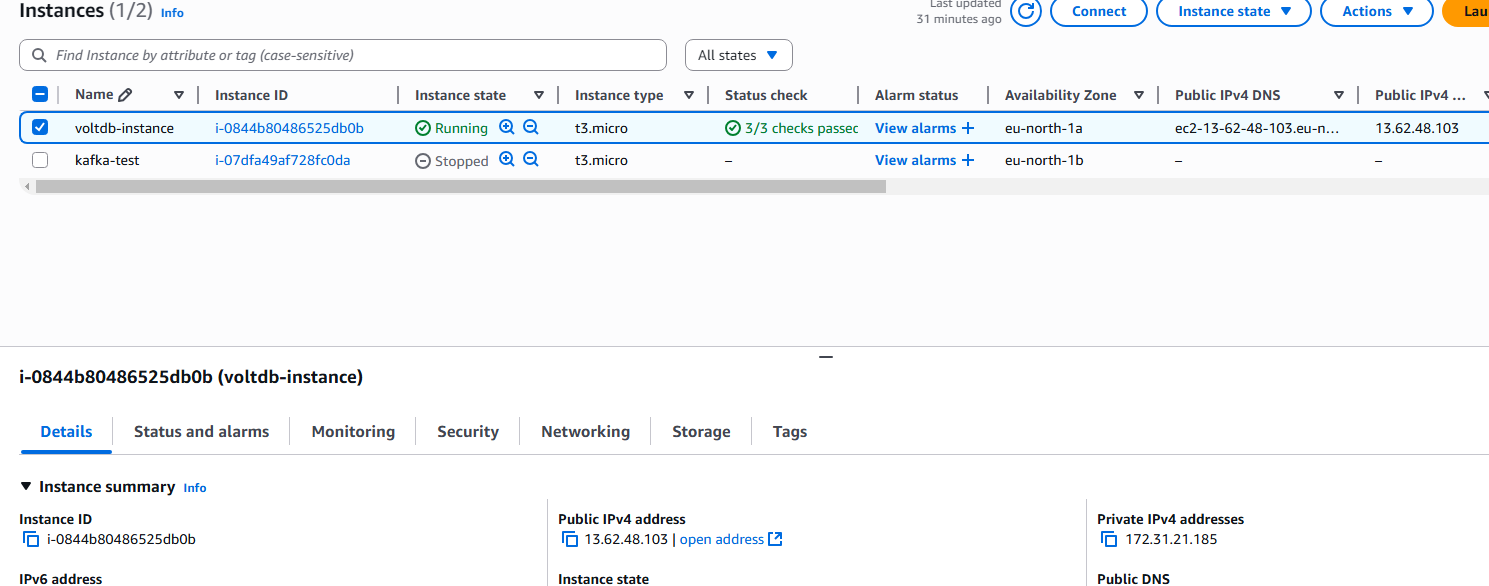 Instances (1/2) Info
Last updated
31 minutes ago
Connect
Instance state
Actions
Find Instance by attribute or tag (case-sensitive)
All states
Name Instance ID Instance state Instance type Status check Alarm status Availability Zone Public IPv4 DNS Public IPv4 ...
voltdb-instance i-0844b80486525db0b Running t3.micro 3/3 checks passec View alarms + eu-north-1a ec2-13-62-48-103.eu-n... 13.62.48.103
kafka-test i-07dfa49af728fc0da Stopped t3.micro – View alarms + eu-north-1b – –
i-0844b80486525db0b (voltdb-instance)
Details Status and alarms Monitoring Security Networking Storage Tags
Instance summary Info
Instance ID Public IPv4 address Private IPv4 addresses
i-0844b80486525db0b 13.62.48.103 | open address 172.31.21.185
IPv6 address Instance state Public DNS